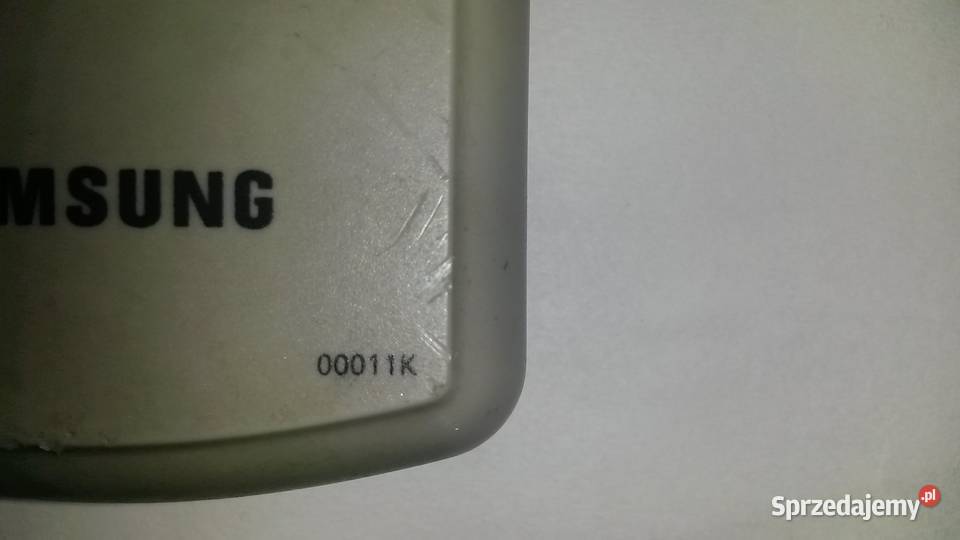 MSUNG
00011K
Sprzedajemy.pl